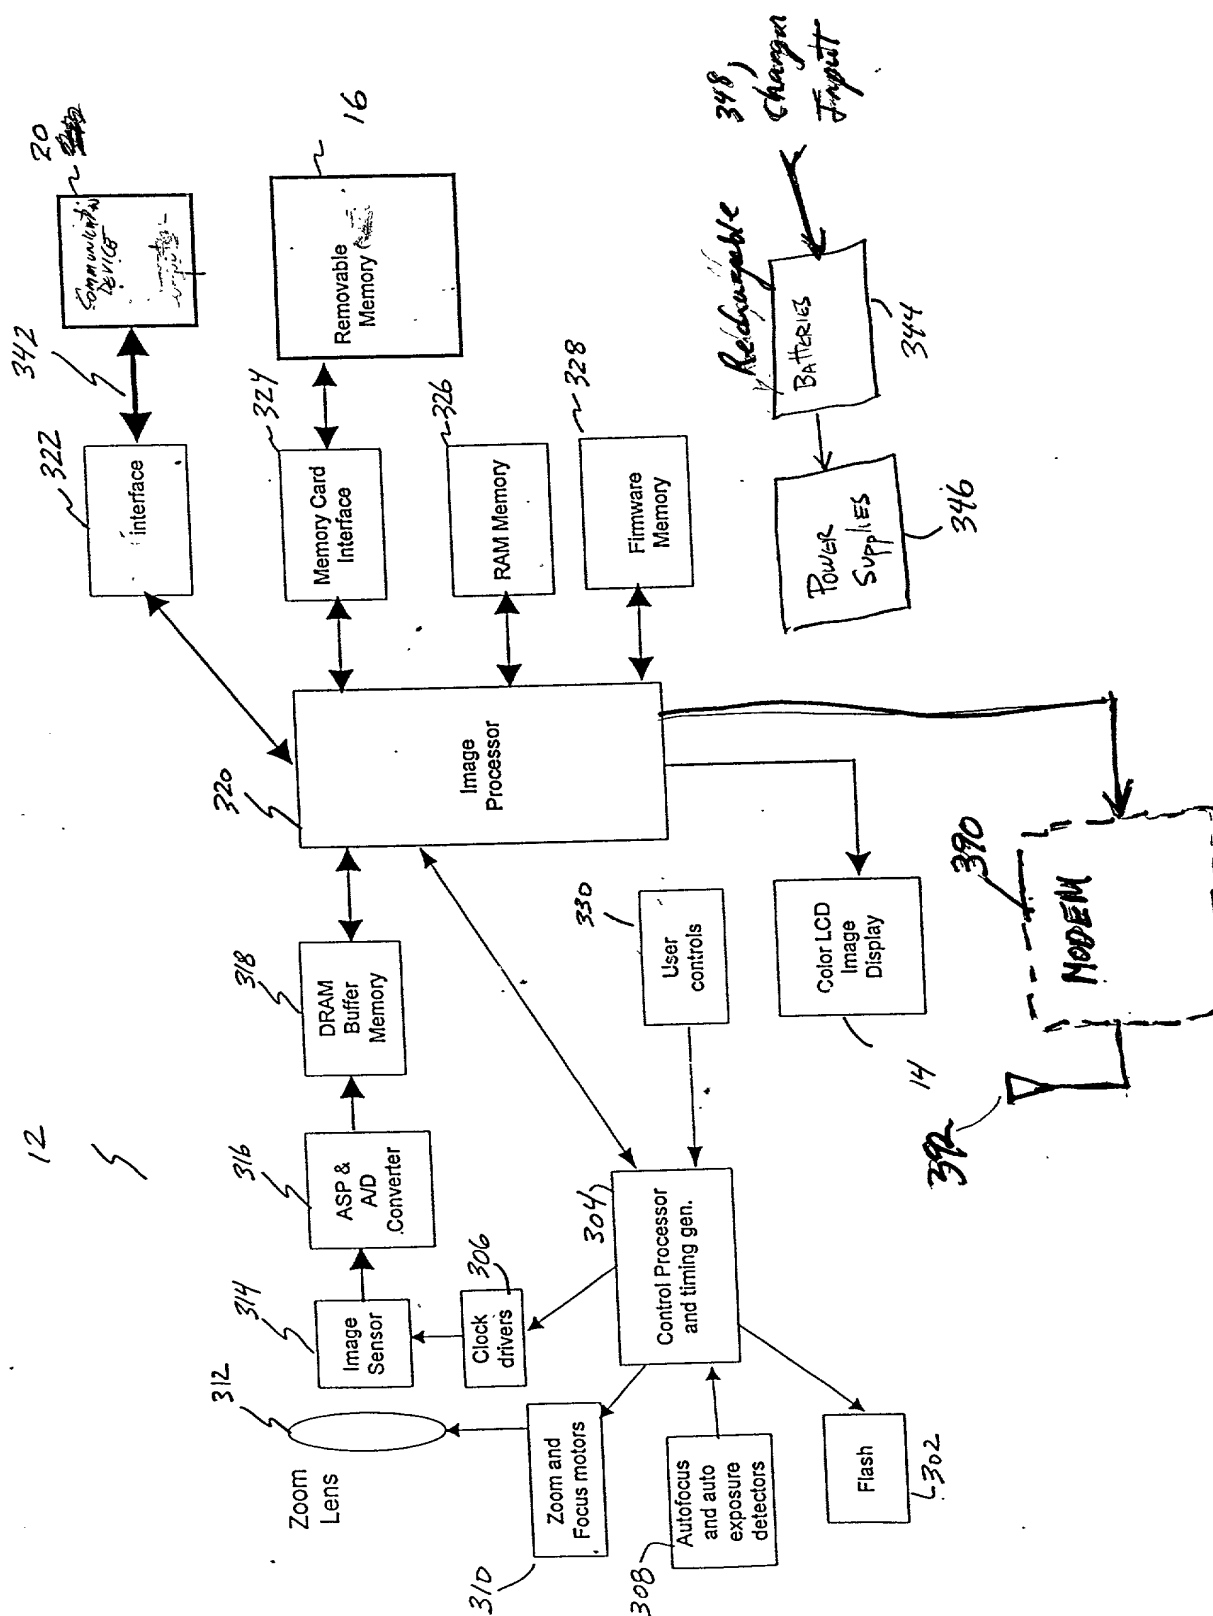 12
Zoom
Lens
312
314
Image
Sensor
316
ASP &
A/D
Converter
318
DRAM
Buffer
Memory
320
Image
Processor
322
interface
342
20
COMMUNICATION
DEVICE
324
Memory Card
Interface
Removable
Memory
16
326
RAM Memory
328
Firmware
Memory
306
Clock
drivers
310
Zoom and
Focus motors
304
Control Processor
and timing gen.
330
User
controls
308
Autofocus
and auto
exposure
detectors
Flash
302
Color LCD
Image
Display
14
Rechargeable
BAttERiES
344
POWER
SuppliES
346
348,
Input
390
MODEM
392